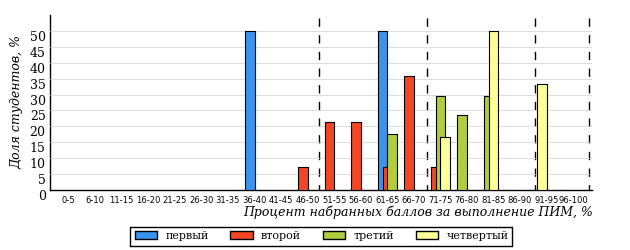 Доля студентов, %
50
45
40
35
30
25
20
15
10
5
0
0-5 6-10 11-15 16-20 21-25 26-30 31-35 36-40 41-45 46-50 51-55 56-60 61-65 66-70 71-75 76-80 81-85 86-90 91-95 96-100
Процент набранных баллов за выполнение ПИМ, %
первый второй третий четвертый